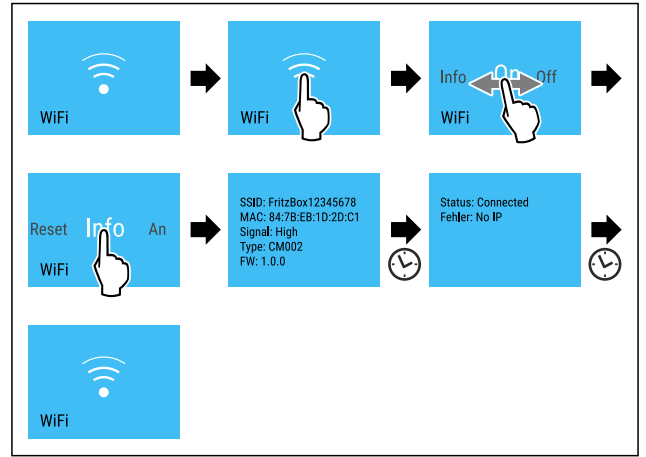 WiFi
WiFi
Info On Off
WiFi
Reset Info An
WiFi
SSID: FritzBox12345678
MAC: 84:7B:EB:1D:2D:C1
Signal: High
Type: CM002
FW: 1.0.0
Status: Connected
Fehler: No IP
WiFi